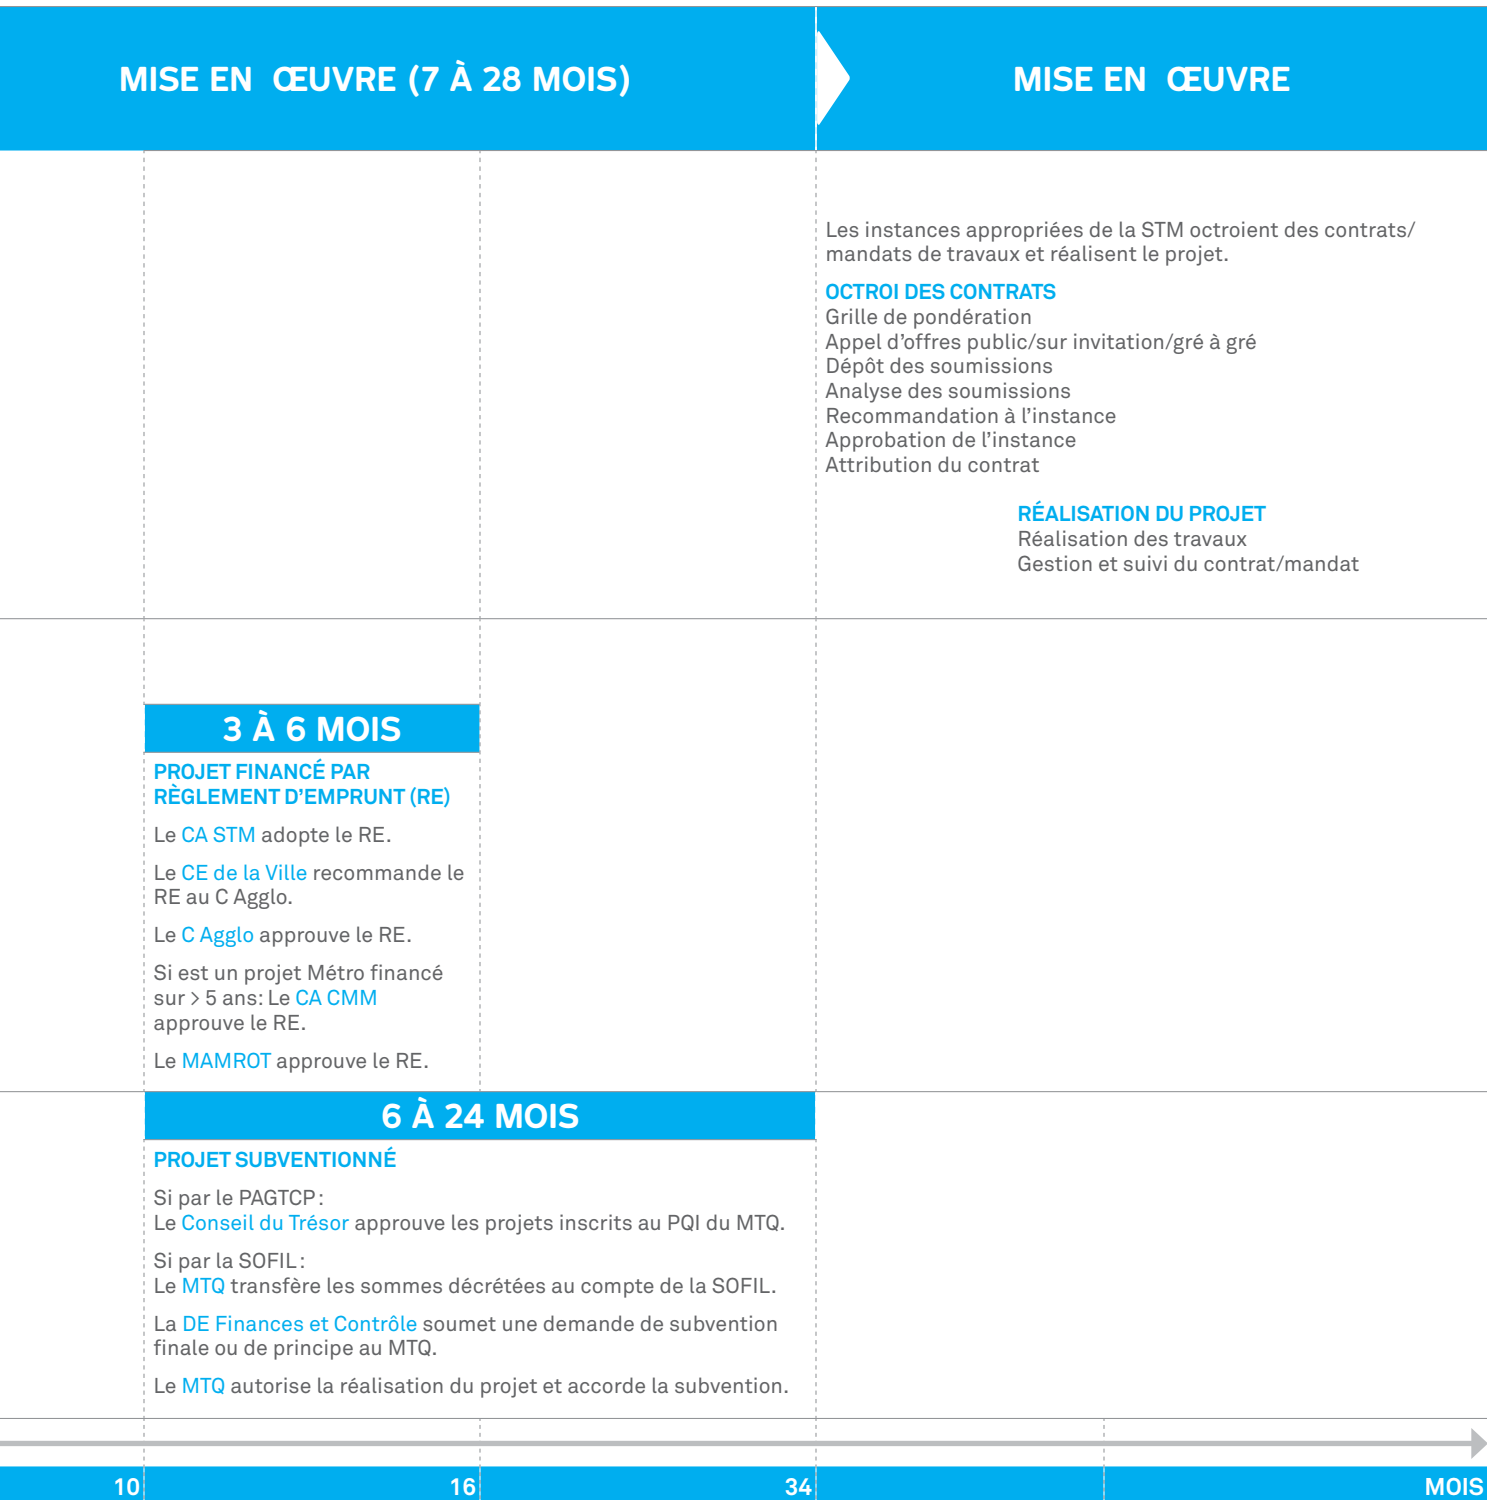 MISE EN ŒUVRE (7 À 28 MOIS)
MISE EN ŒUVRE
Les instances appropriées de la STM octroient des contrats/
mandats de travaux et réalisent le projet.
OCTROI DES CONTRATS
Grille de pondération
Appel d’offres public/sur invitation/gré à gré
Dépôt des soumissions
Analyse des soumissions
Recommandation à l’instance
Approbation de l’instance
Attribution du contrat
RÉALISATION DU PROJET
Réalisation des travaux
Gestion et suivi du contrat/mandat
3 À 6 MOIS
PROJET FINANCÉ PAR
RÈGLEMENT D’EMPRUNT (RE)
Le CA STM adopte le RE.
Le CE de la Ville recommande le
RE au C Agglo.
Le C Agglo approuve le RE.
Si est un projet Métro financé
sur > 5 ans: Le CA CMM
approuve le RE.
Le MAMROT approuve le RE.
6 À 24 MOIS
PROJET SUBVENTIONNÉ
Si par le PAGTCP:
Le Conseil du Trésor approuve les projets inscrits au PQI du MTQ.
Si par la SOFIL:
Le MTQ transfère les sommes décrétées au compte de la SOFIL.
La DE Finances et Contrôle soumet une demande de subvention
finale ou de principe au MTQ.
Le MTQ autorise la réalisation du projet et accorde la subvention.
10 16 34 MOIS